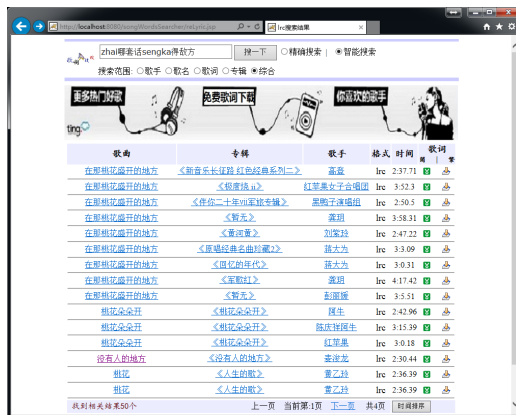 http://localhost:8080/songWordsSearcher/reLyric.jsp
lrc搜索结果
zhai哪套话sengka得敌方 搜一下 精确搜索 | 智能搜索
搜索范围: 歌手 歌名 歌词 专辑 综合
更多热门好歌 免费歌词下载 你喜欢的歌手
ting
歌曲 专辑 歌手 格式 时间 歌词
简 | 繁
在那桃花盛开的地方 《新音乐长征路 红色经典系列二》 高音 lrc 2:37.71
在那桃花盛开的地方 《极度炫 ii》 红苹果女子合唱团 lrc 3:52.3
在那桃花盛开的地方 《伴你二十年vii军旅专辑》 黑鸭子演唱组 lrc 2:50.5
在那桃花盛开的地方 《暂无》 龚玥 lrc 3:58.31
在那桃花盛开的地方 《黄河黄》 刘紫玲 lrc 2:47.22
在那桃花盛开的地方 《原唱经典名曲珍藏2》 蒋大为 lrc 3:3.09
在那桃花盛开的地方 《回忆的年代》 蒋大为 lrc 3:0.31
在那桃花盛开的地方 《军歌红》 龚玥 lrc 4:17.42
在那桃花盛开的地方 《暂无》 彭丽媛 lrc 3:5.51
桃花朵朵开 《桃花朵朵开》 阿牛 lrc 2:42.96
桃花朵朵开 《桃花朵朵开》 陈庆祥阿牛 lrc 3:15.39
桃花朵朵开 《桃花朵朵开》 红苹果 lrc 3:0.18
没有人的地方 《没有人的地方》 秦凌龙 lrc 2:30.44
桃花 《人生的歌》 黄乙玲 lrc 2:36.39
桃花 《人生的歌》 黄乙玲 lrc 2:36.39
找到相关结果50个 上一页 当前第:1页 下一页 共4页 时间排序